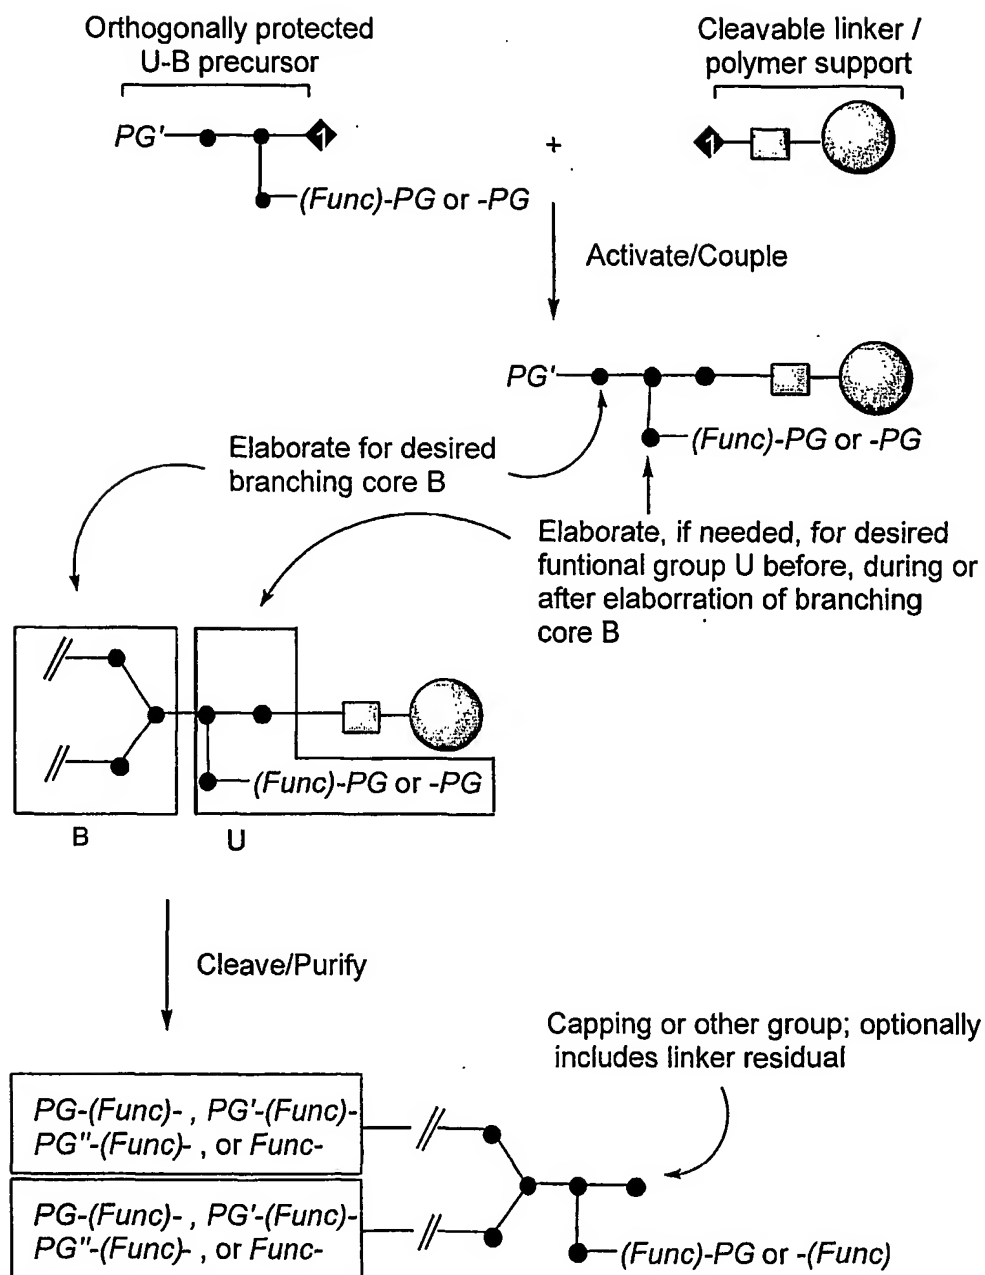 Orthogonally protected
U-B precursor
Cleavable linker /
polymer support
PG'
1
+
1
(Func)-PG or -PG
Activate/Couple
PG'
(Func)-PG or -PG
Elaborate for desired
branching core B
Elaborate, if needed, for desired
funtional group U before, during or
after elaborration of branching
core B
(Func)-PG or -PG
B
U
Cleave/Purify
Capping or other group; optionally
includes linker residual
PG-(Func)- , PG'-(Func)-
PG"-(Func)- , or Func-
PG-(Func)- , PG'-(Func)-
PG"-(Func)- , or Func-
(Func)-PG or -(Func)